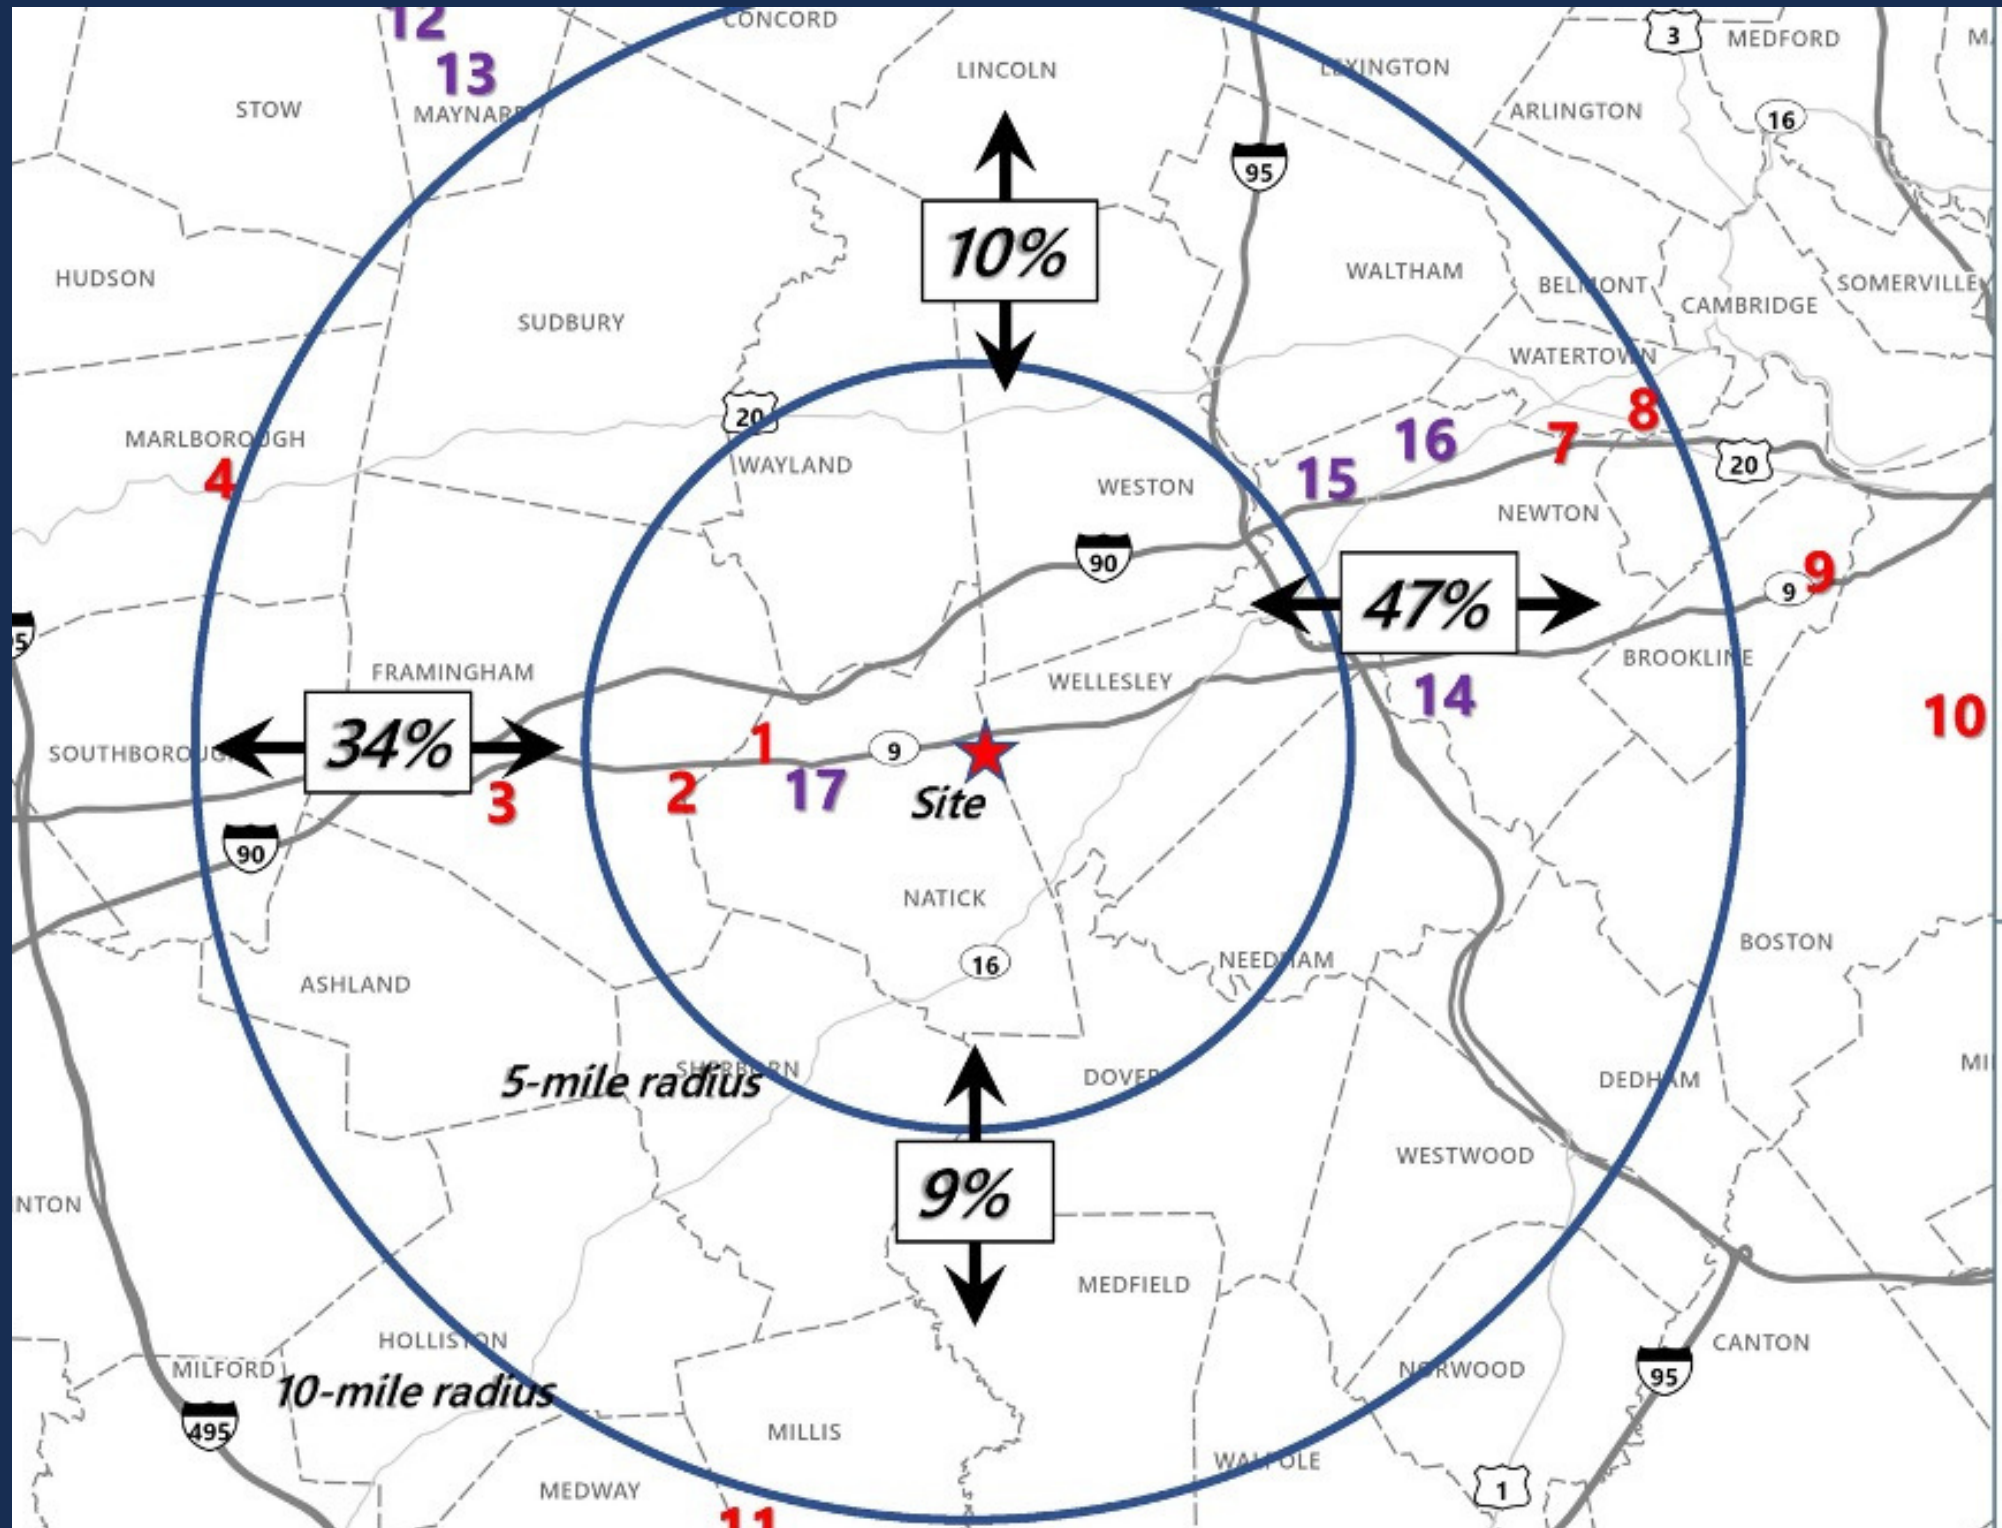 12
CONCORD
3
MEDFORD
13
LINCOLN
LEXINGTON
STOW
MAYNARD
ARLINGTON
16
95
10%
HUDSON
WALTHAM
BELMONT
SOMERVILLE
SUDBURY
CAMBRIDGE
WATERTOWN
20
8
MARLBOROUGH
16
7
WAYLAND
20
4
15
WESTON
NEWTON
90
9
9
47%
5
FRAMINGHAM
WELLESLEY
BROOKLINE
14
10
34%
1
9
SOUTHBOROUGH
2
17
3
Site
90
NATICK
BOSTON
16
NEEDHAM
ASHLAND
SHERBORN
5-mile radius
DOVER
DEDHAM
WESTWOOD
9%
NTON
MEDFIELD
HOLLISTON
CANTON
MILFORD
NORWOOD
95
10-mile radius
495
MILLIS
WALPOLE
MEDWAY
1
11